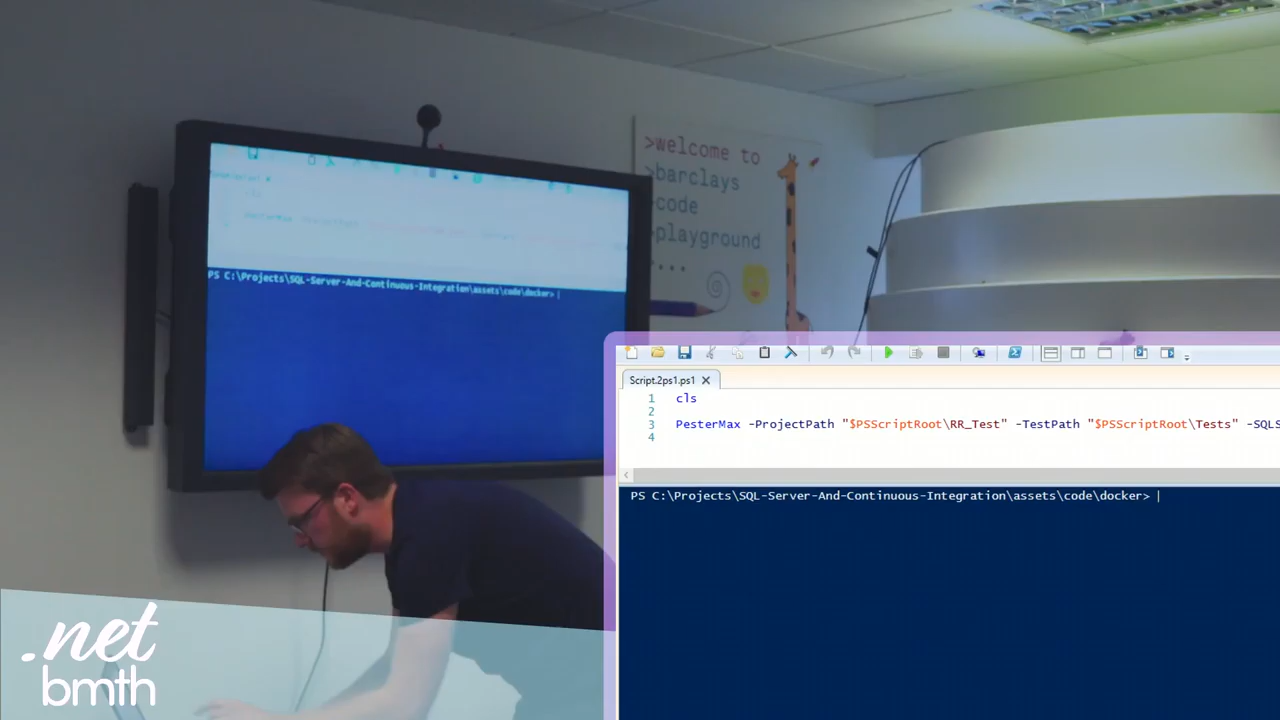 PS C:\Projects\SQL-Server-And-Continuous-Integration\assets\code\docker>
>welcome to
>barclays
>code
>playground
....
Script.2ps1.ps1
1 cls
2
3 PesterMax -ProjectPath "$PSScriptRoot\RR_Test" -TestPath "$PSScriptRoot\Tests" -SQLS
4
PS C:\Projects\SQL-Server-And-Continuous-Integration\assets\code\docker>
.net
bmth